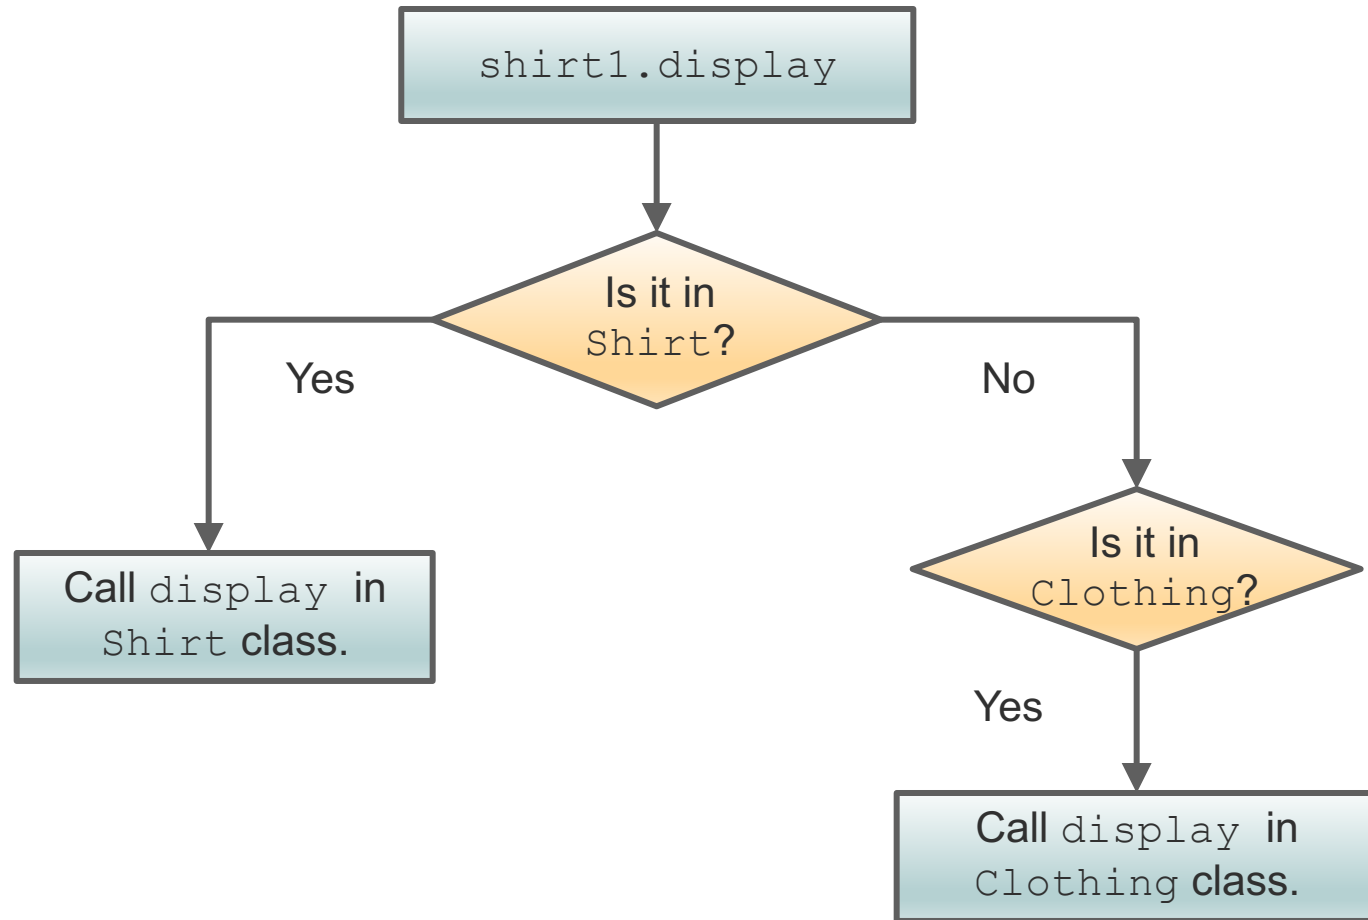 shirt1.display
Is it in
Shirt?
Yes
No
Call display in
Shirt class.
Is it in
Clothing?
Yes
Call display in
Clothing class.